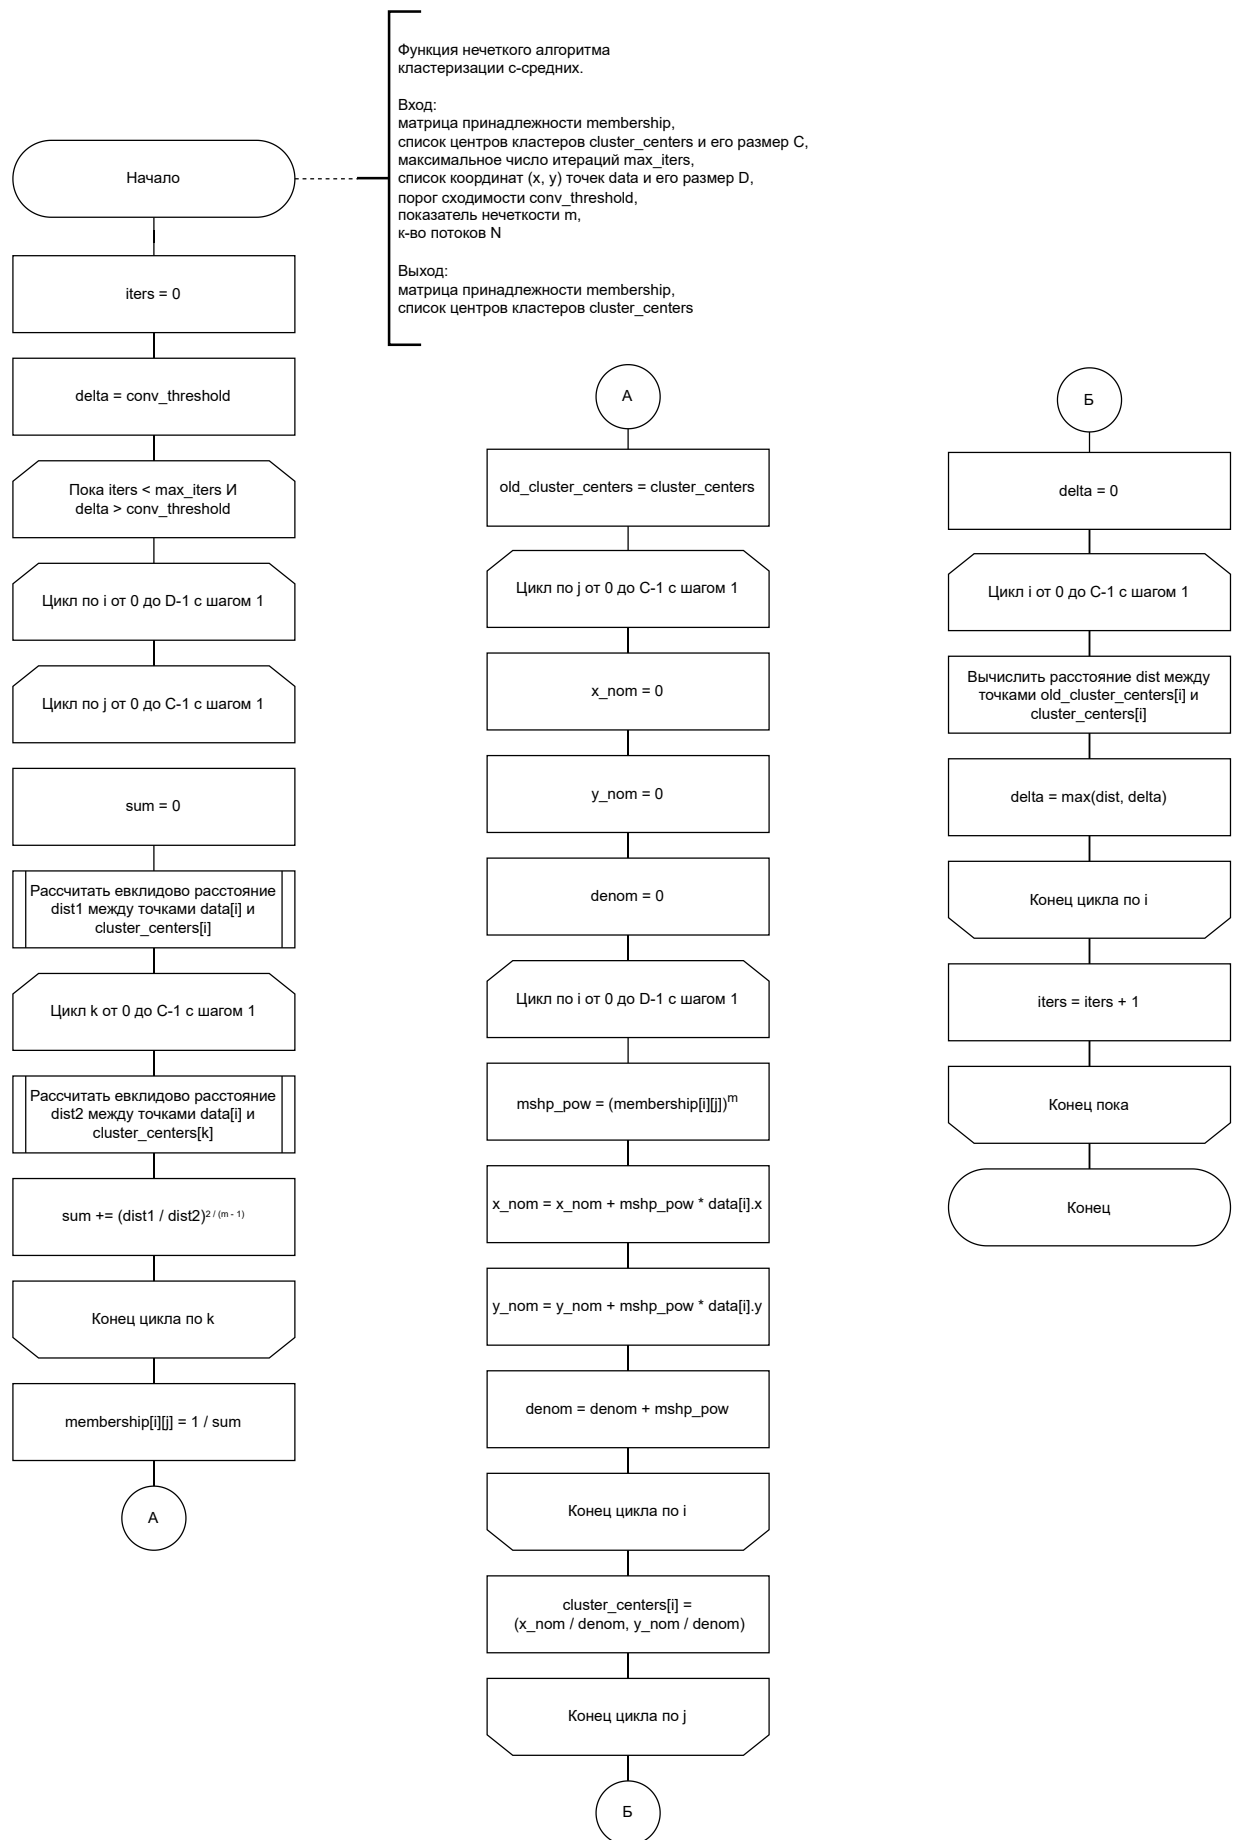 Функция нечеткого алгоритма
кластеризации с-средних.
Вход:
матрица принадлежности membership,
список центров кластеров cluster_centers и его размер C,
максимальное число итераций max_iters,
список координат (x, y) точек data и его размер D,
порог сходимости conv_threshold,
показатель нечеткости m,
к-во потоков N
Выход:
матрица принадлежности membership,
список центров кластеров cluster_centers
Начало
iters = 0
delta = conv_threshold
Пока iters < max_iters И
delta > conv_threshold
Цикл по i от 0 до D-1 с шагом 1
Цикл по j от 0 до C-1 с шагом 1
sum = 0
Рассчитать евклидово расстояние
dist1 между точками data[i] и
cluster_centers[i]
Цикл k от 0 до C-1 с шагом 1
Рассчитать евклидово расстояние
dist2 между точками data[i] и
cluster_centers[k]
sum += (dist1 / dist2)^2 / (m - 1)
Конец цикла по k
membership[i][j] = 1 / sum
А
А
old_cluster_centers = cluster_centers
Цикл по j от 0 до C-1 с шагом 1
x_nom = 0
y_nom = 0
denom = 0
Цикл по i от 0 до D-1 с шагом 1
mshp_pow = (membership[i][j])^m
x_nom = x_nom + mshp_pow * data[i].x
y_nom = y_nom + mshp_pow * data[i].y
denom = denom + mshp_pow
Конец цикла по i
cluster_centers[i] =
(x_nom / denom, y_nom / denom)
Конец цикла по j
Б
Б
delta = 0
Цикл i от 0 до C-1 с шагом 1
Вычислить расстояние dist между
точками old_cluster_centers[i] и
cluster_centers[i]
delta = max(dist, delta)
Конец цикла по i
iters = iters + 1
Конец пока
Конец